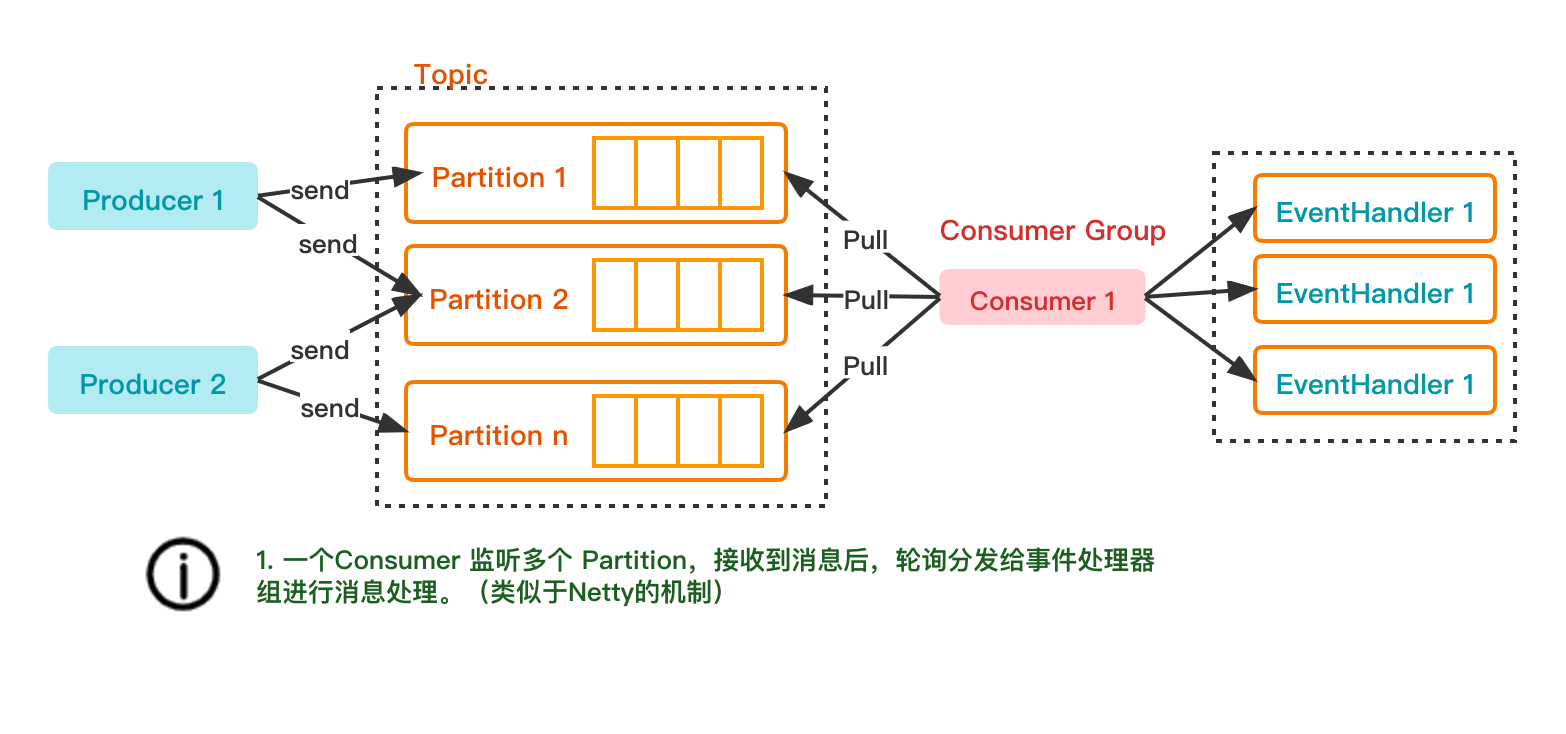 Topic
Partition 1
Producer 1
send
send
Partition 2
Producer 2
send
send
Partition n
Pull
Pull
Pull
Consumer Group
Consumer 1
EventHandler 1
EventHandler 1
EventHandler 1
1. 一个Consumer 监听多个 Partition，接收到消息后，轮询分发给事件处理器
组进行消息处理。（类似于Netty的机制）